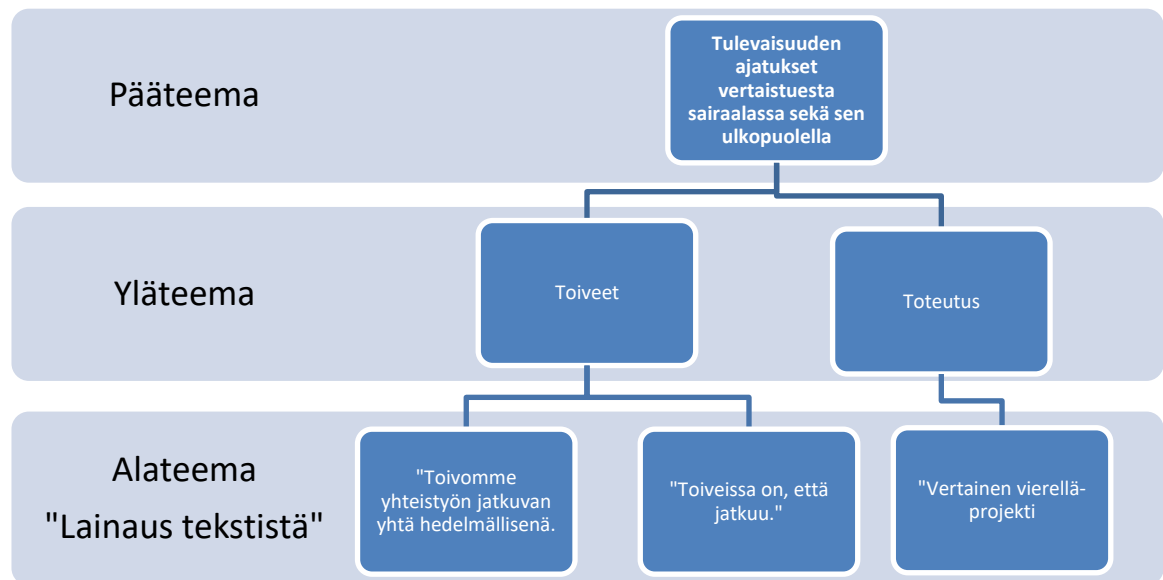 Pääteema
Tulevaisuuden
ajatukset
vertaistuesta
sairaalassa sekä sen
ulkopuolella
Yläteema
Toiveet
Toteutus
Alateema
"Lainaus tekstistä"
"Toivomme
yhteistyön jatkuvan
yhtä hedelmällisenä.
"Toiveissa on, että
jatkuu."
"Vertainen vierellä-
projekti